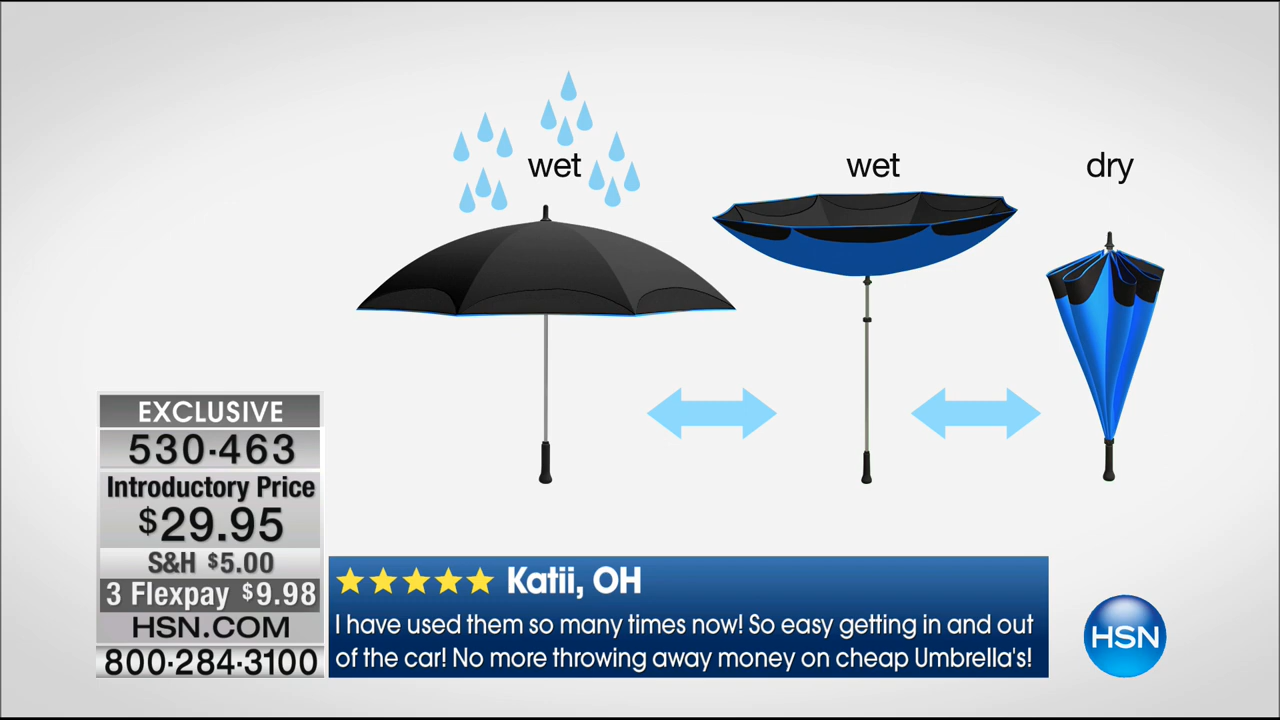 wet
wet
dry
EXCLUSIVE
530·463
Introductory Price
$29.95
S&H $5.00
3 Flexpay $9.98
HSN.COM
800·284·3100
Katii, OH
I have used them so many times now! So easy getting in and out
of the car! No more throwing away money on cheap Umbrella's!
HSN